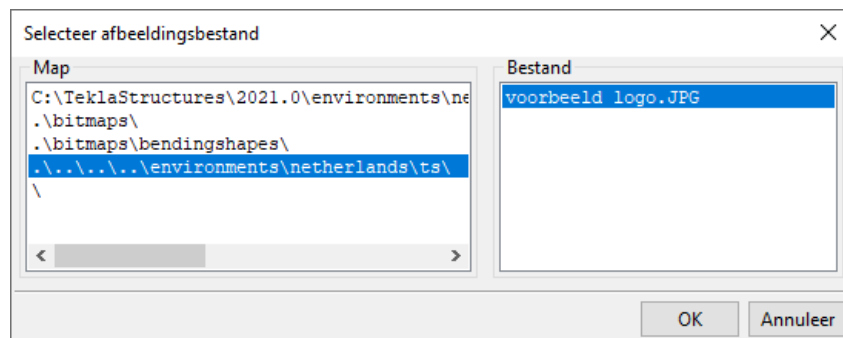 Selecteer afbeeldingsbestand
Map
C:\TeklaStructures\2021.0\environments\ne
.\bitmaps\
.\bitmaps\bendingshapes\
.\..\..\..\environments\netherlands\ts\
\
Bestand
voorbeeld logo.JPG
OK
Annuleer